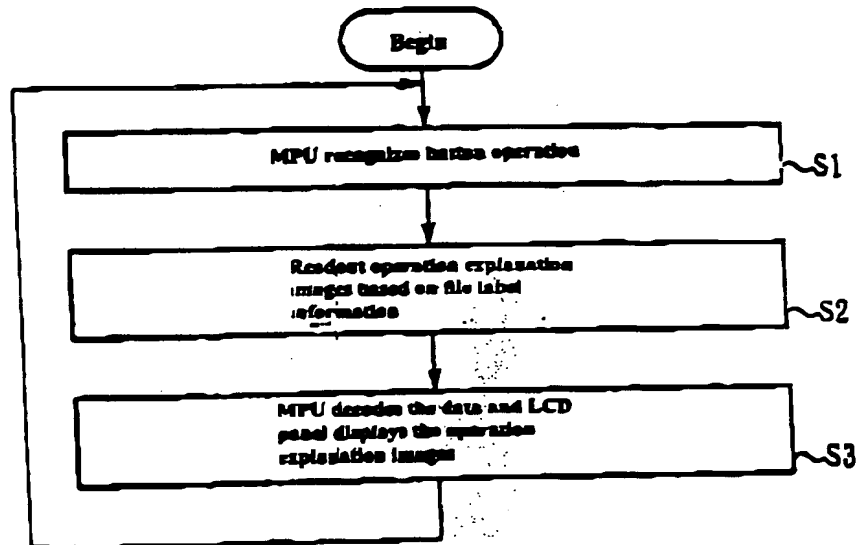 Begin
MPU recognizes button operation
S1
Readout operation explanation
images based on file label
information
S2
MPU decodes the data and LCD
panel displays the operation
explanation images
S3